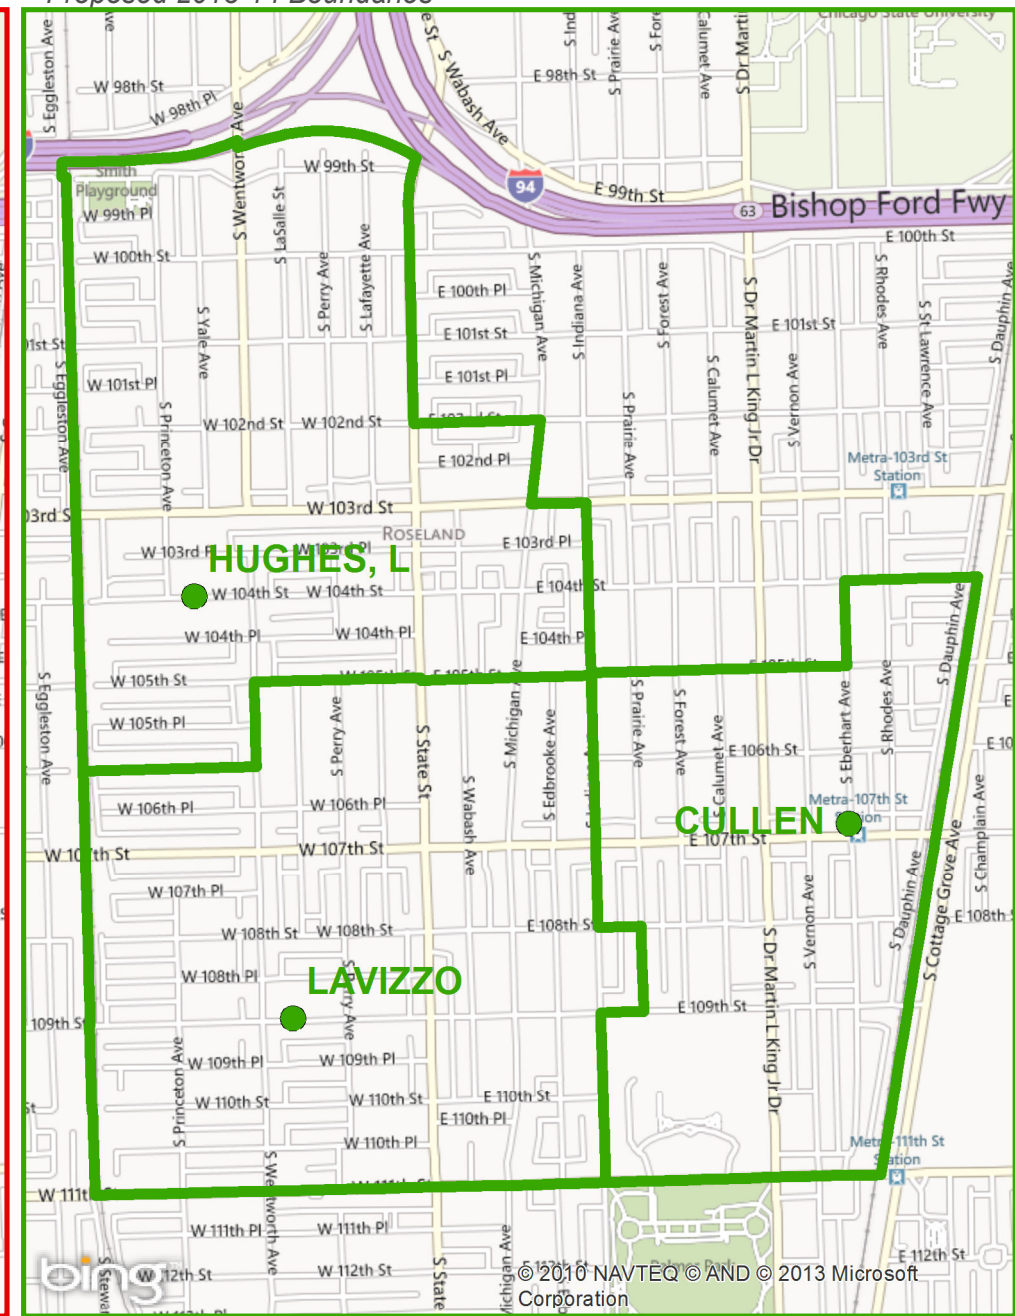 Proposed 2013-14 Boundaries
Chicago State University
S Eggleston Ave
W 98th St
W 98th Pl
S Wabash Ave
E 98th St
S Prairie Ave
Calumet Ave
S Dr Marti
S Wentwor
Ave
W 99th St
Smith
Playground
94
E 99th St
63
Bishop Ford Fwy
W 99th Pl
E 100th St
W 100th St
S LaSalle St
S Perry Ave
S Lafayette Ave
S Yale Ave
E 100th Pl
S Michigan Ave
S Indiana Ave
S Forest Ave
S Dr Martin L King Jr Dr
S Rhodes Ave
S St Lawrence Ave
S Dauphin Ave
E 101st St
E 101st St
S Vernon Ave
S Calumet Ave
S Prairie Ave
W 101st Pl
E 101st Pl
S Eggleston Ave
S Princeton Ave
W 102nd St
W 102nd St
E 102nd Pl
Metra-103rd St
Station
03rd S
W 103rd St
ROSELAND
W 103rd P
E 103rd Pl
HUGHES, L
W 104th St
W 104th St
E 104th St
W 104th Pl
W 104th Pl
E 104th P
S Dauphin Ave
W 105th St
W 105th Pl
S Eggleston Ave
S Perry Ave
S State St
S Michigan Ave
S Edbrooke Ave
S Wabash Ave
S Prairie Ave
S Forest Ave
S Calumet Ave
S Eberhart Ave
S Rhodes Ave
E 106th St
E 10
W 106th Pl
W 106th Pl
Metra-107th St
CULLEN
E 107th St
W 107th St
W 107th St
S Champlain Ave
W 107th Pl
S Vernon Ave
S Dauphin Ave
S Cottage Grove Ave
E 108th
W 108th St
W 108th St
E 108th St
W 108th Pl
LAVIZZO
S Dr Martin L King Jr Dr
E 109th St
109th S
W 109th Pl
W 109th Pl
S Princeton Ave
W 110th St
W 110th St
E 110th St
E 110th Pl
W 110th Pl
Metra-111th St
Station
W 111t
S Wentworth Ave
W 111th Pl
W 111th Pl
S State
Michigan Ave
E 112th St
bing
W 112th St
W 112th St
© 2010 NAVTEQ © AND © 2013 Microsoft
Corporation